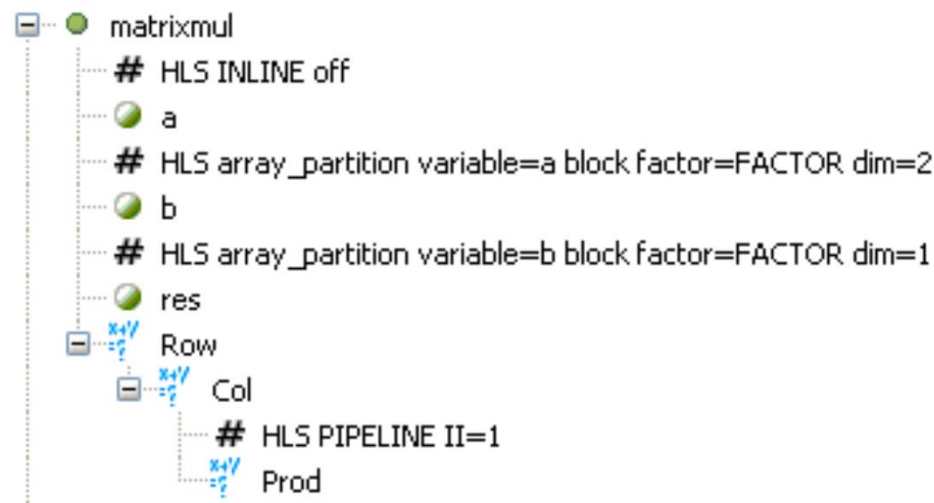 matrixmul
# HLS INLINE off
a
# HLS array_partition variable=a block factor=FACTOR dim=2
b
# HLS array_partition variable=b block factor=FACTOR dim=1
res
Row
Col
# HLS PIPELINE II=1
Prod